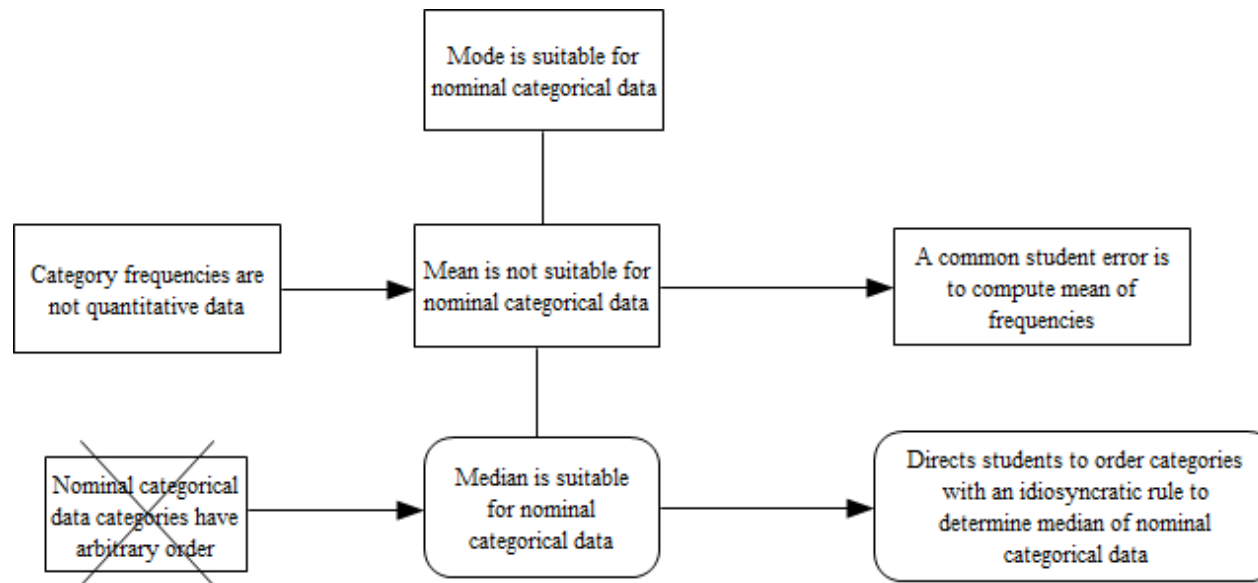 Mode is suitable for
nominal categorical data
Category frequencies are
not quantitative data
Mean is not suitable for
nominal categorical data
A common student error is
to compute mean of
frequencies
Nominal categorical
data categories have
arbitrary order
Median is suitable
for nominal
categorical data
Directs students to order categories
with an idiosyncratic rule to
determine median of nominal
categorical data